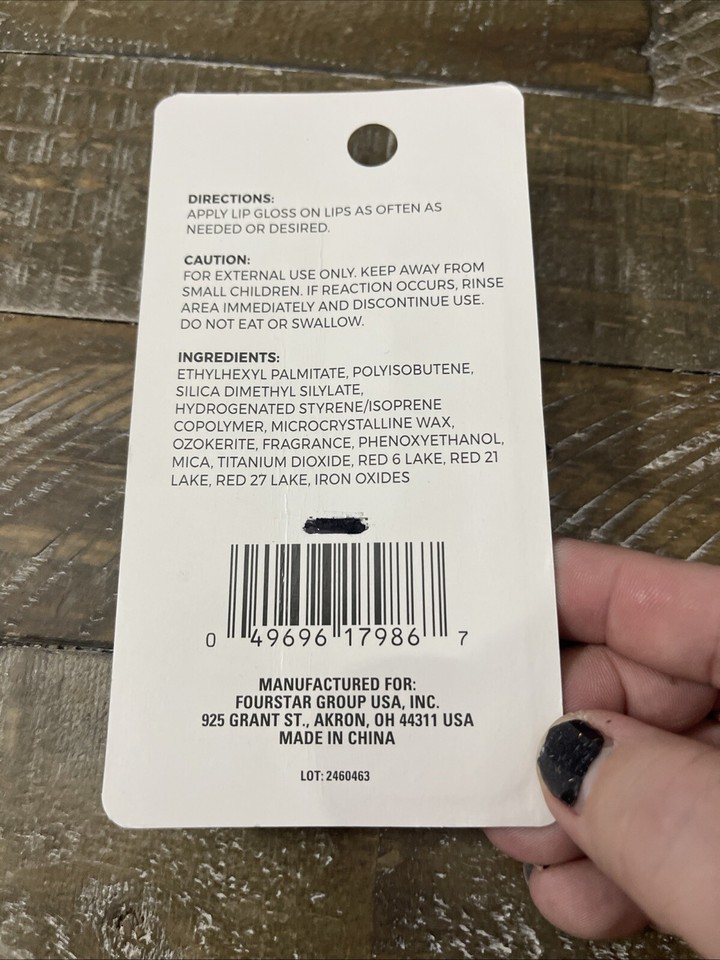 DIRECTIONS:
APPLY LIP GLOSS ON LIPS AS OFTEN AS
NEEDED OR DESIRED.
CAUTION:
FOR EXTERNAL USE ONLY. KEEP AWAY FROM
SMALL CHILDREN. IF REACTION OCCURS, RINSE
AREA IMMEDIATELY AND DISCONTINUE USE.
DO NOT EAT OR SWALLOW.
INGREDIENTS:
ETHYLHEXYL PALMITATE, POLYISOBUTENE,
SILICA DIMETHYL SILYLATE,
HYDROGENATED STYRENE/ISOPRENE
COPOLYMER, MICROCRYSTALLINE WAX,
OZOKERITE, FRAGRANCE, PHENOXYETHANOL,
MICA, TITANIUM DIOXIDE, RED 6 LAKE, RED 21
LAKE, RED 27 LAKE, IRON OXIDES
0 49696 17986 7
MANUFACTURED FOR:
FOURSTAR GROUP USA, INC.
925 GRANT ST., AKRON, OH 44311 USA
MADE IN CHINA
LOT: 2460463